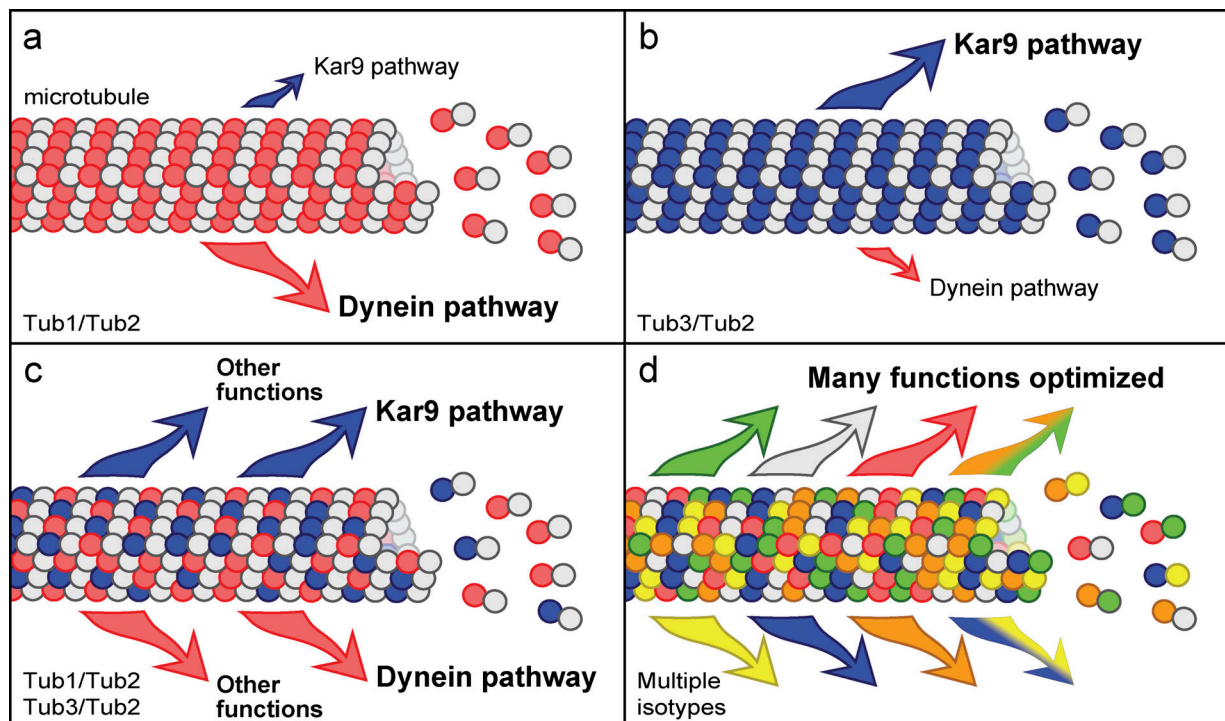 a
Kar9 pathway
microtubule
Dynein pathway
Tub1/Tub2
b
Kar9 pathway
Dynein pathway
Tub3/Tub2
c
Other
functions
Kar9 pathway
Tub1/Tub2
Tub3/Tub2
Other
functions
Dynein pathway
d
Many functions optimized
Multiple
isotypes